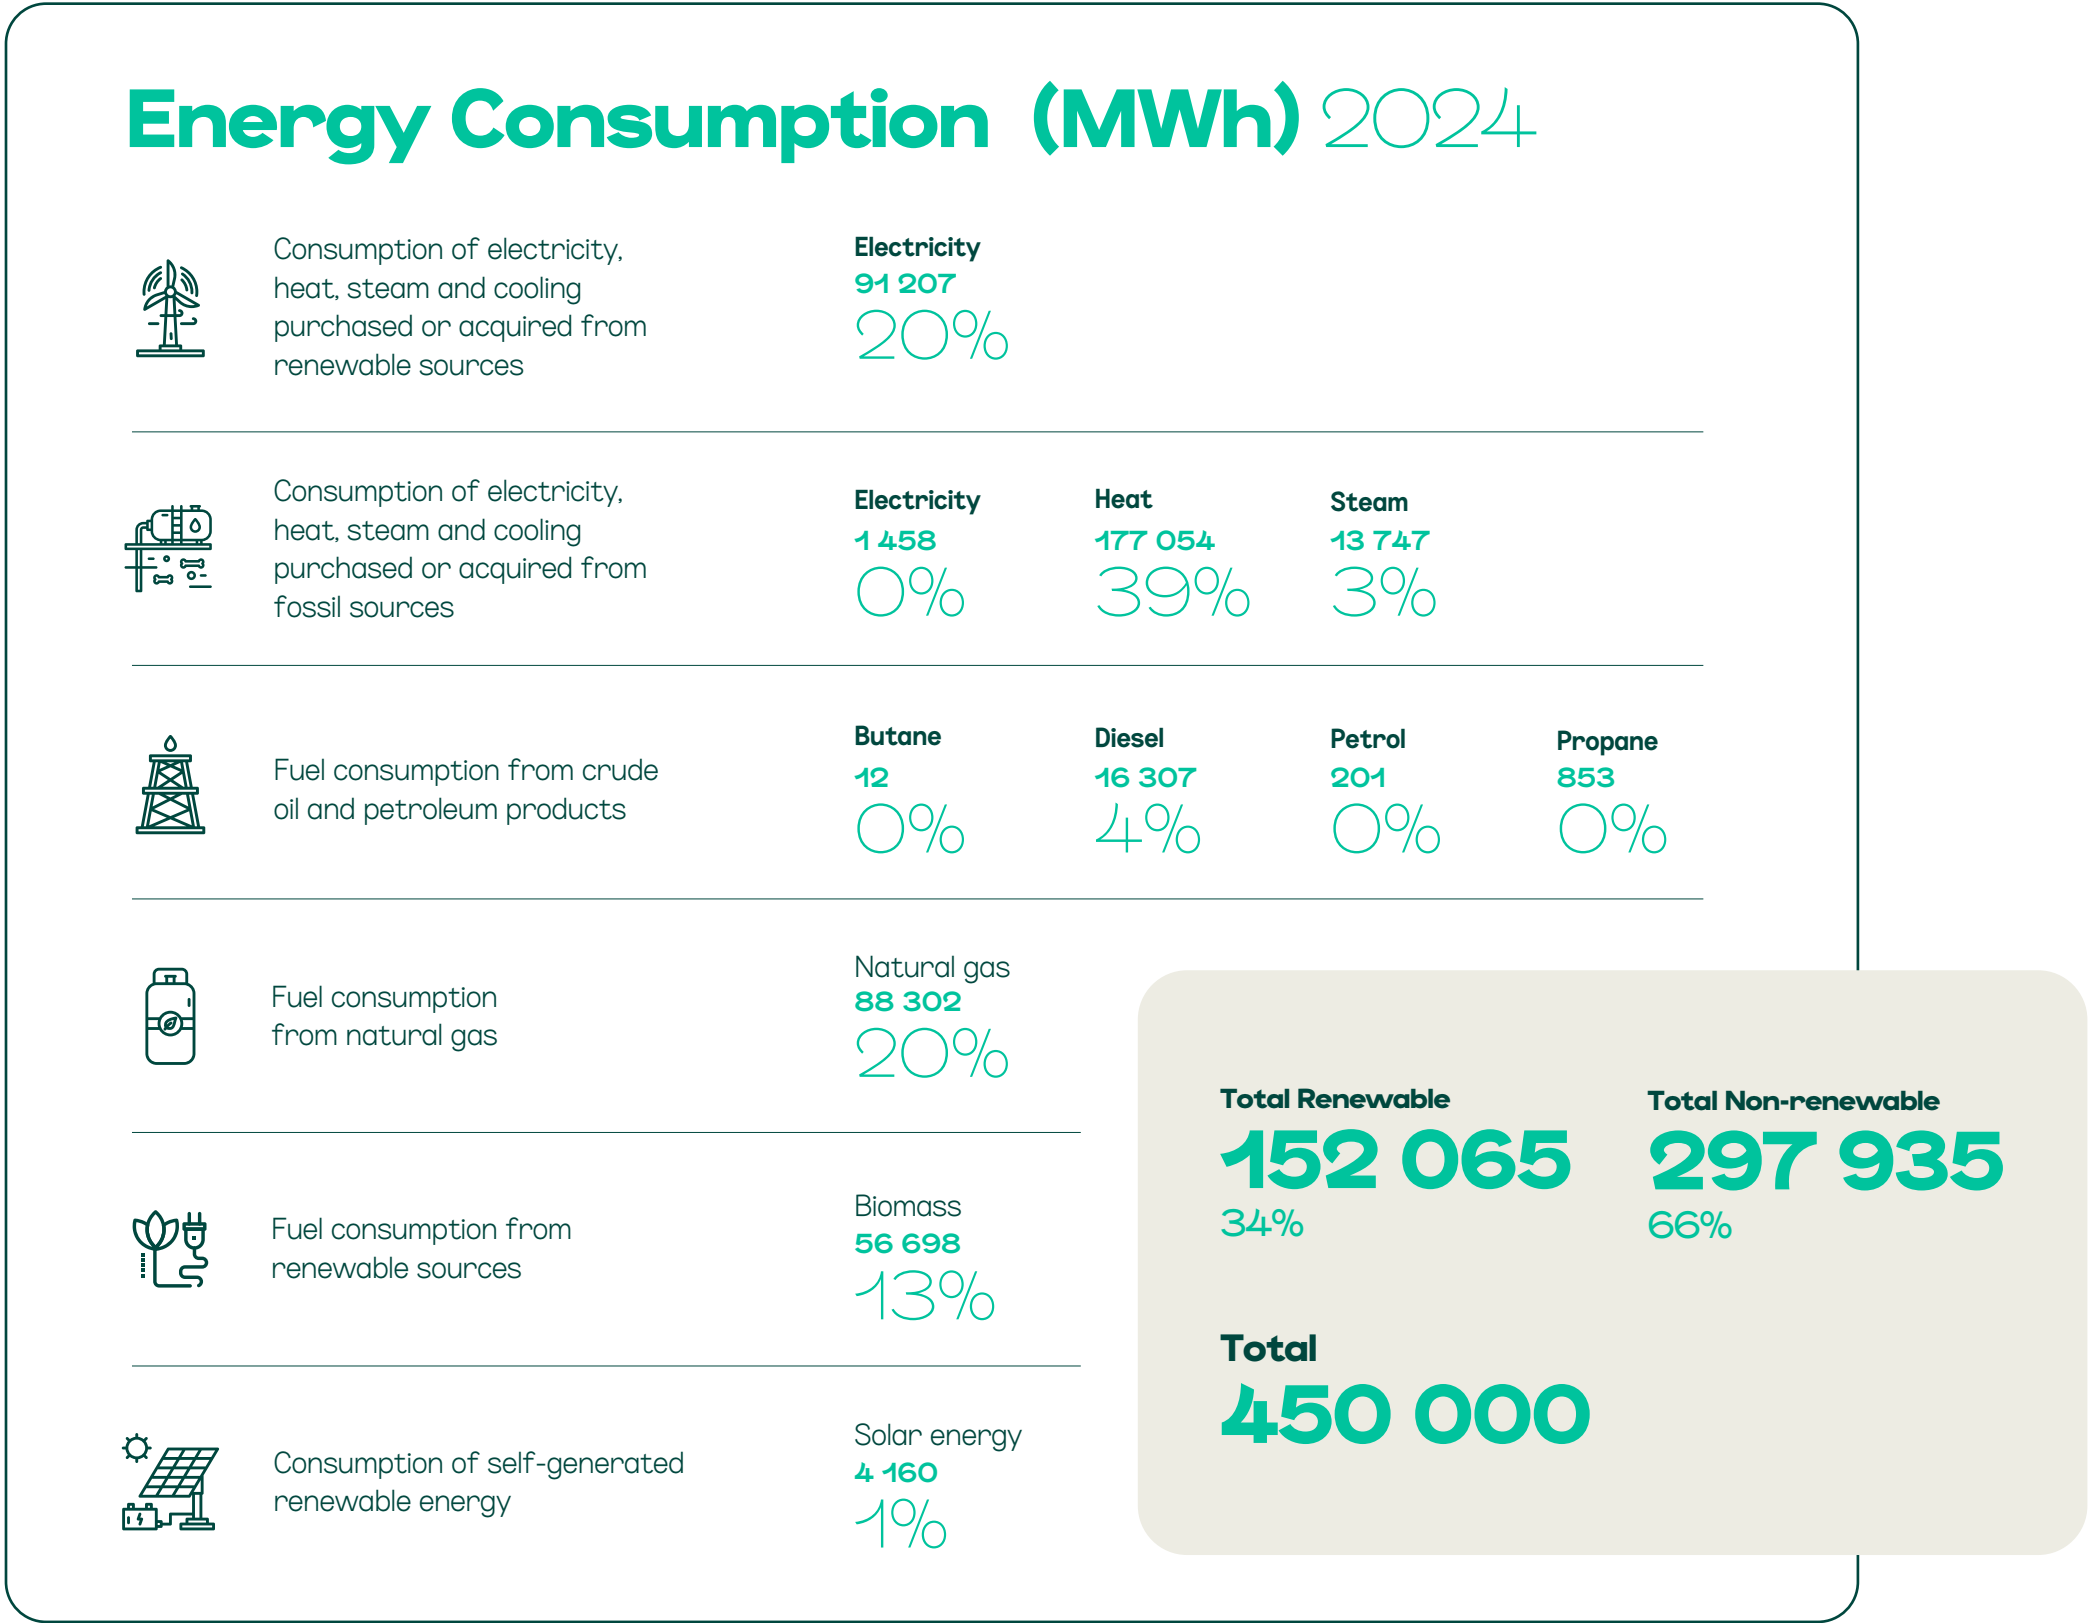 Energy Consumption (MWh) 2024
Consumption of electricity,
heat, steam and cooling
purchased or acquired from
renewable sources
Electricity
91 207
20%
Consumption of electricity,
heat, steam and cooling
purchased or acquired from
fossil sources
Electricity
1 458
0%
Heat
177 054
39%
Steam
13 747
3%
Fuel consumption from crude
oil and petroleum products
Butane
12
0%
Diesel
16 307
4%
Petrol
201
0%
Propane
853
0%
Fuel consumption
from natural gas
Natural gas
88 302
20%
Fuel consumption from
renewable sources
Biomass
56 698
13%
Consumption of self-generated
renewable energy
Solar energy
4 160
1%
Total Renewable
152 065
34%
Total Non-renewable
297 935
66%
Total
450 000